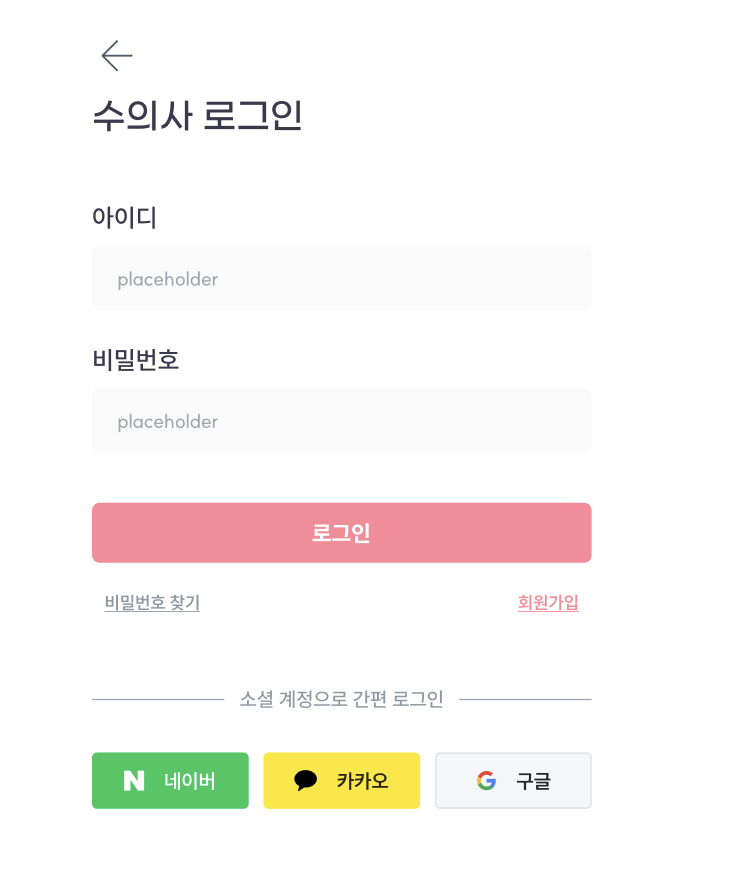 수의사 로그인
아이디
placeholder
비밀번호
placeholder
로그인
비밀번호 찾기 회원가입
소셜 계정으로 간편 로그인
N 네이버 카카오 G 구글